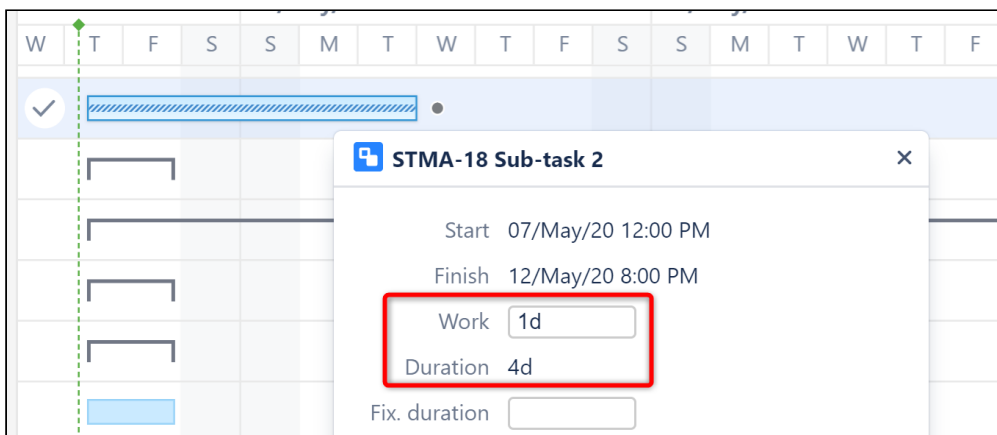 W T F S S M T W T F S S M T W T F
STMA-18 Sub-task 2
Start 07/May/20 12:00 PM
Finish 12/May/20 8:00 PM
Work 1d
Duration 4d
Fix. duration